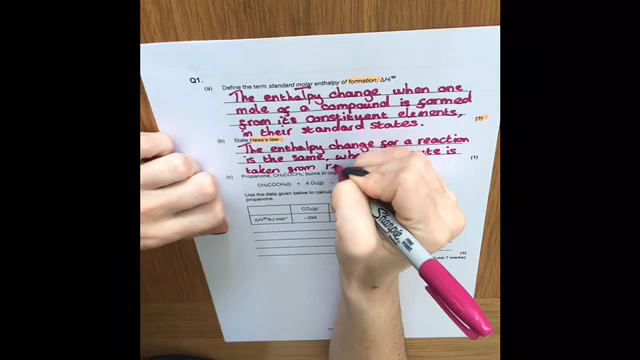 Q1.
(a) Define the term standard molar enthalpy of formation, ΔHf⊖
The enthalpy change when one
mole of a compound is formed
from its constituent elements,
in their standard states.
(3)
(b) State Hess's law.
The enthalpy change for a reaction
is the same, is
(1)
taken from
(c) Propanone, CH3COCH3, burns in
CH3COCH3(l) + 4 O2(g)
Use the data given below to calculate
propanone
CO2(g)
ΔHf⊖/kJ mol−1 −394
(3)
(Total 7 marks)
Sharpie